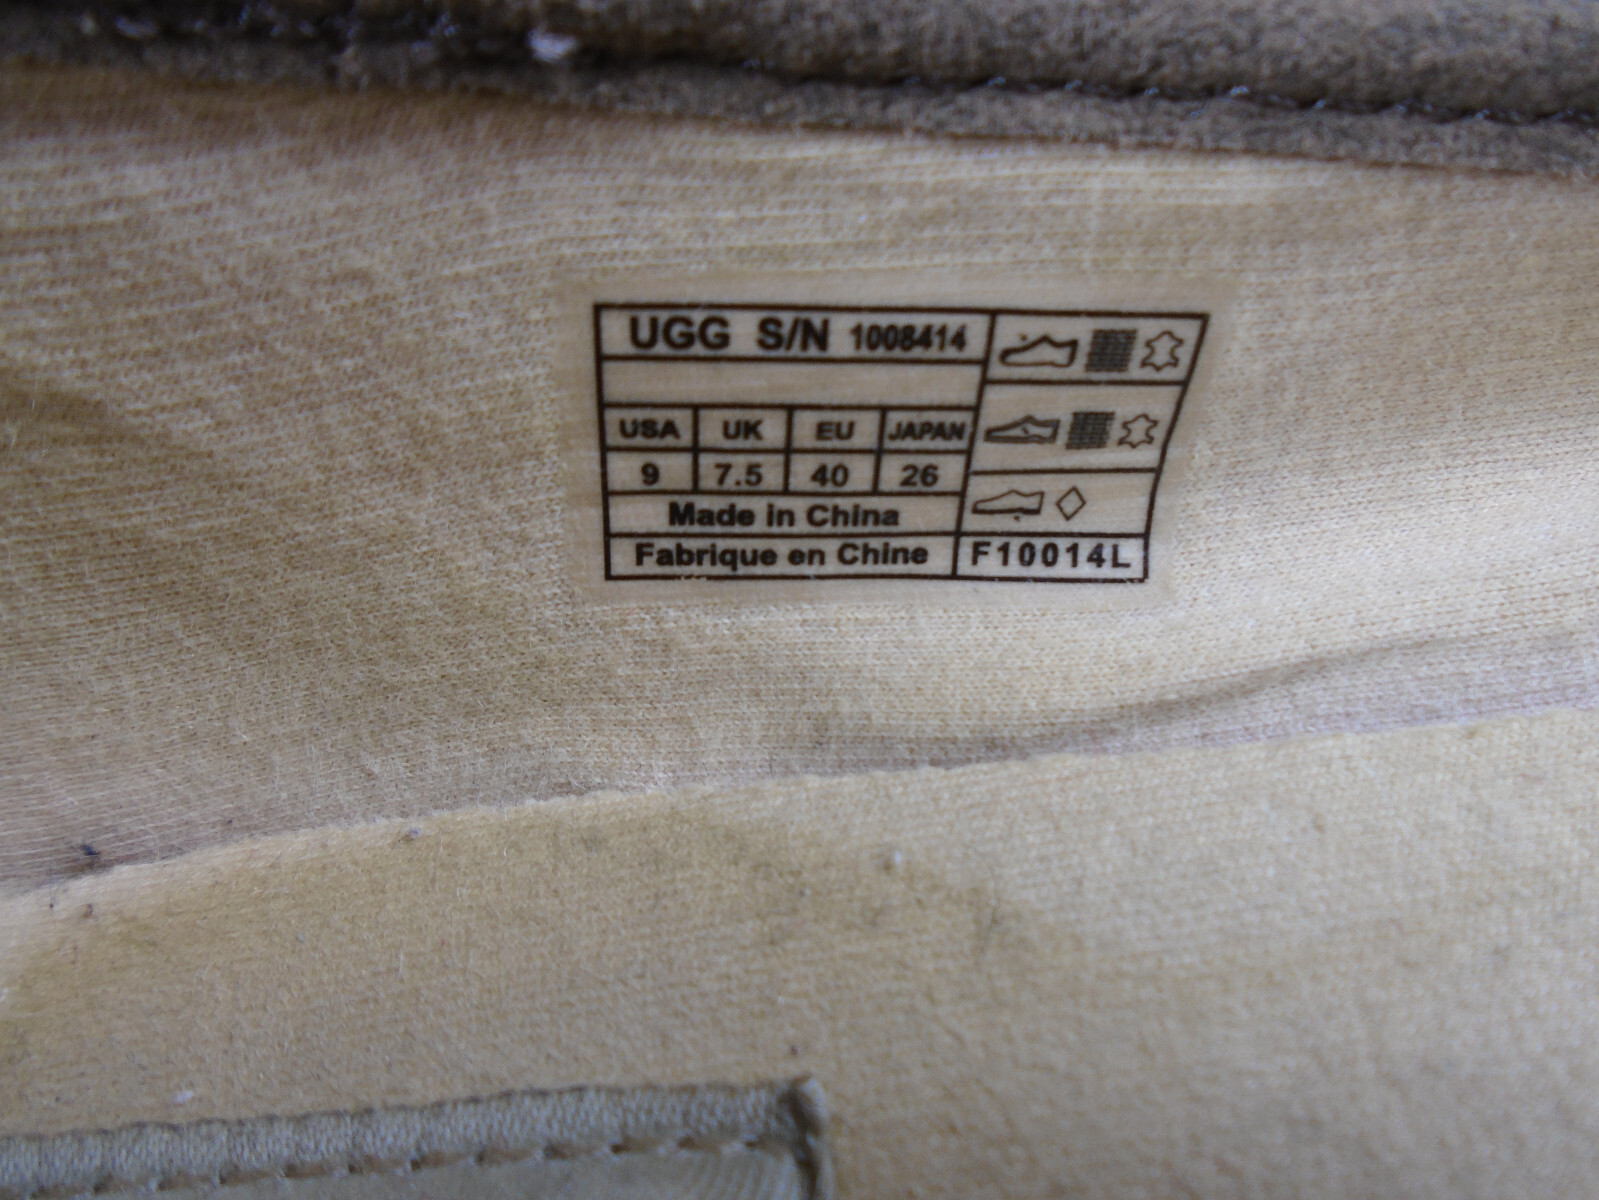 UGG S/N 1008414
USA UK EU JAPAN
9 7.5 40 26
Made in China
Fabrique en Chine F10014L